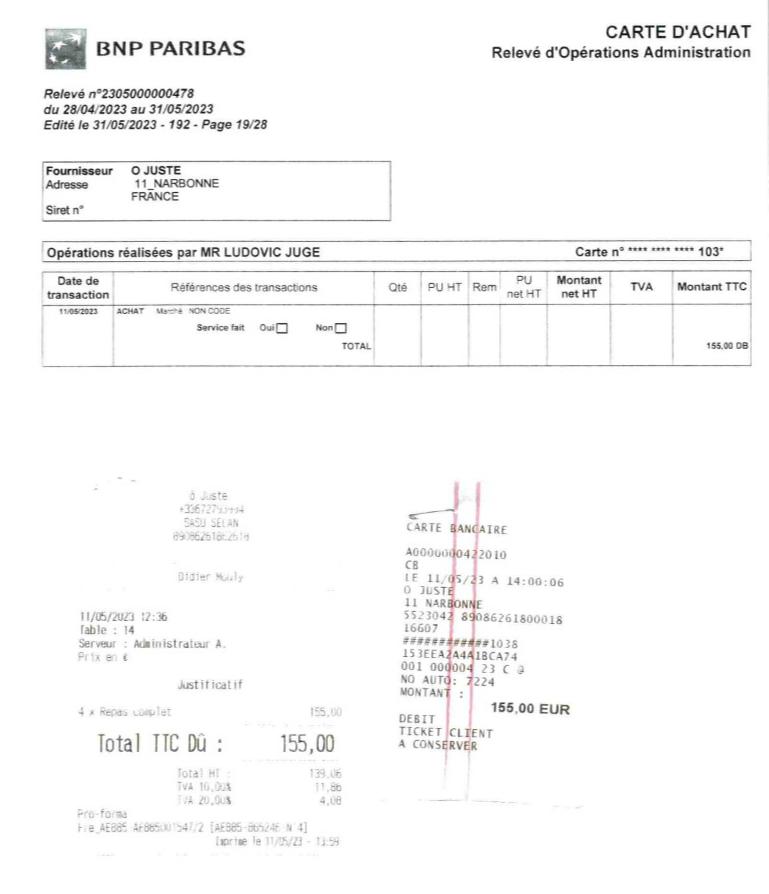 BNP PARIBAS
CARTE D'ACHAT
Relevé d'Opérations Administration
Relevé n°2305000000478
du 28/04/2023 au 31/05/2023
Edité le 31/05/2023 - 192 - Page 19/28
Fournisseur O JUSTE
Adresse 11_NARBONNE
FRANCE
Siret n°
Opérations réalisées par MR LUDOVIC JUGE Carte n° **** **** **** 103*
Date de transaction Références des transactions Qté PU HT Rem PU net HT Montant net HT TVA Montant TTC
11/05/2023 ACHAT Marché NON CODE
Service fait Oui Non
TOTAL 155,00 DB
ô Juste
SASU SELAN
Didier Mouly
11/05/2023 12:36
Table : 14
Serveur : Administrateur A.
Prix en €
Justificatif
4 x Repas complet 155,00
Total TTC Dû : 155,00
Total HT : 139,06
TVA 10,00% 11,86
TVA 20,00% 4,08
Pro-forma
Imprimé le 11/05/23 - 13:59
CARTE BANCAIRE
A0000000422010
CB
LE 11/05/23 A 14:00:06
O JUSTE
11 NARBONNE
5523042 89086261800018
16607
############1038
153EEA2A4A1BCA74
001 000004 23 C @
NO AUTO: 7224
MONTANT :
155,00 EUR
DEBIT
TICKET CLIENT
A CONSERVER